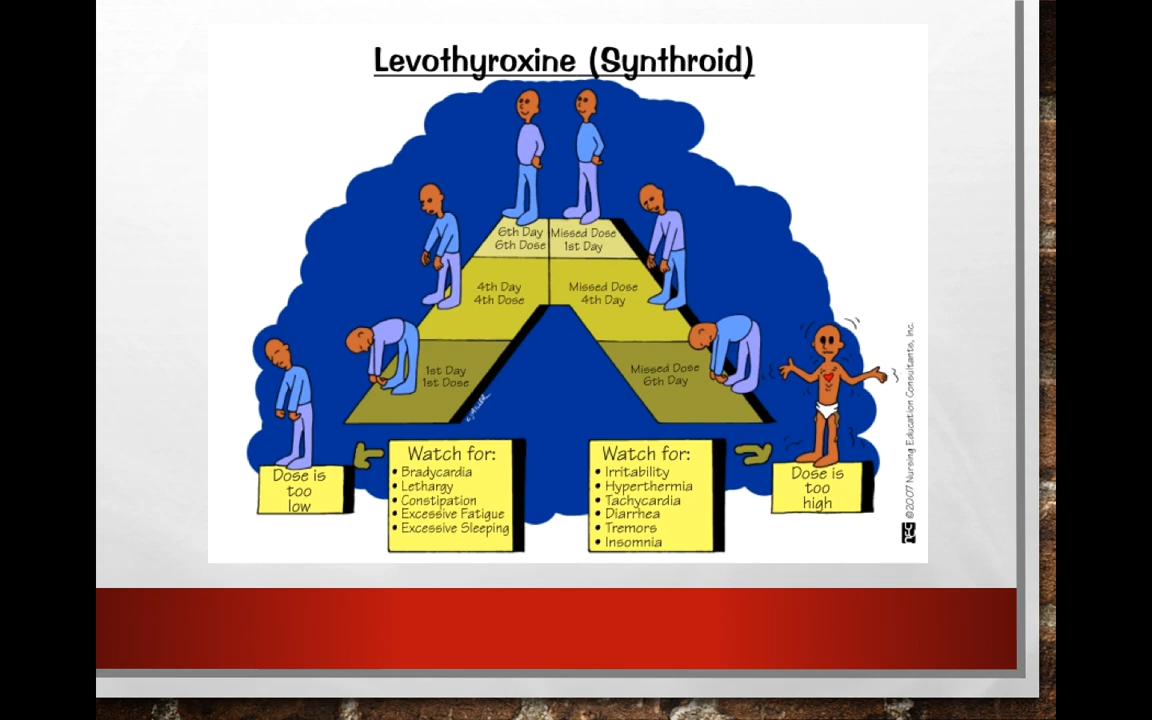 Levothyroxine (Synthroid)
6th Day
6th Dose
Missed Dose
1st Day
4th Day
4th Dose
Missed Dose
4th Day
1st Day
1st Dose
Missed Dose
6th Day
Dose is
too
low
Watch for:
• Bradycardia
• Lethargy
• Constipation
• Excessive Fatigue
• Excessive Sleeping
Watch for:
• Irritability
• Hyperthermia
• Tachycardia
• Diarrhea
• Tremors
• Insomnia
Dose is
too
high
©2007 Nursing Education Consultants, Inc.